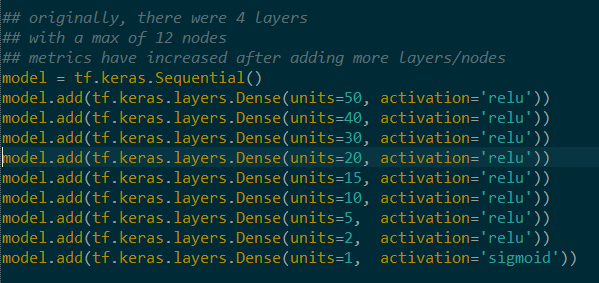 ## originally, there were 4 layers
## with a max of 12 nodes
## metrics have increased after adding more layers/nodes
model = tf.keras.Sequential()
model.add(tf.keras.layers.Dense(units=50, activation='relu'))
model.add(tf.keras.layers.Dense(units=40, activation='relu'))
model.add(tf.keras.layers.Dense(units=30, activation='relu'))
model.add(tf.keras.layers.Dense(units=20, activation='relu'))
model.add(tf.keras.layers.Dense(units=15, activation='relu'))
model.add(tf.keras.layers.Dense(units=10, activation='relu'))
model.add(tf.keras.layers.Dense(units=5,  activation='relu'))
model.add(tf.keras.layers.Dense(units=2,  activation='relu'))
model.add(tf.keras.layers.Dense(units=1,  activation='sigmoid'))